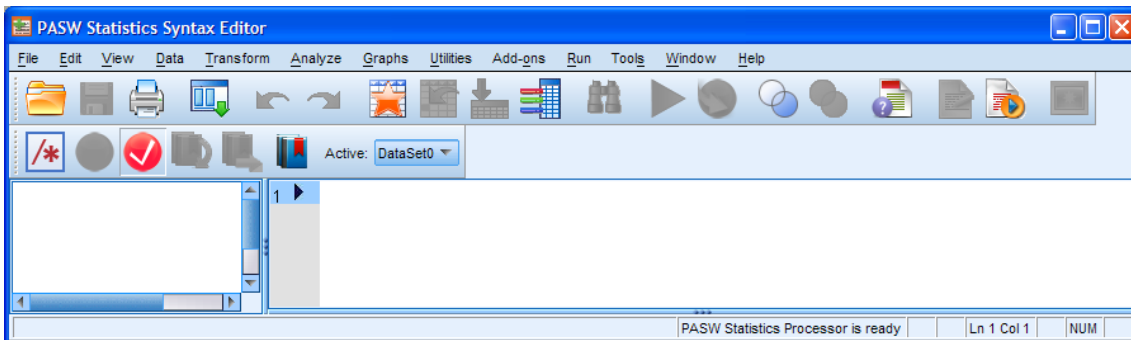 PASW Statistics Syntax Editor
File Edit View Data Transform Analyze Graphs Utilities Add-ons Run Tools Window Help
/* Active: DataSet0
1
PASW Statistics Processor is ready Ln 1 Col 1 NUM